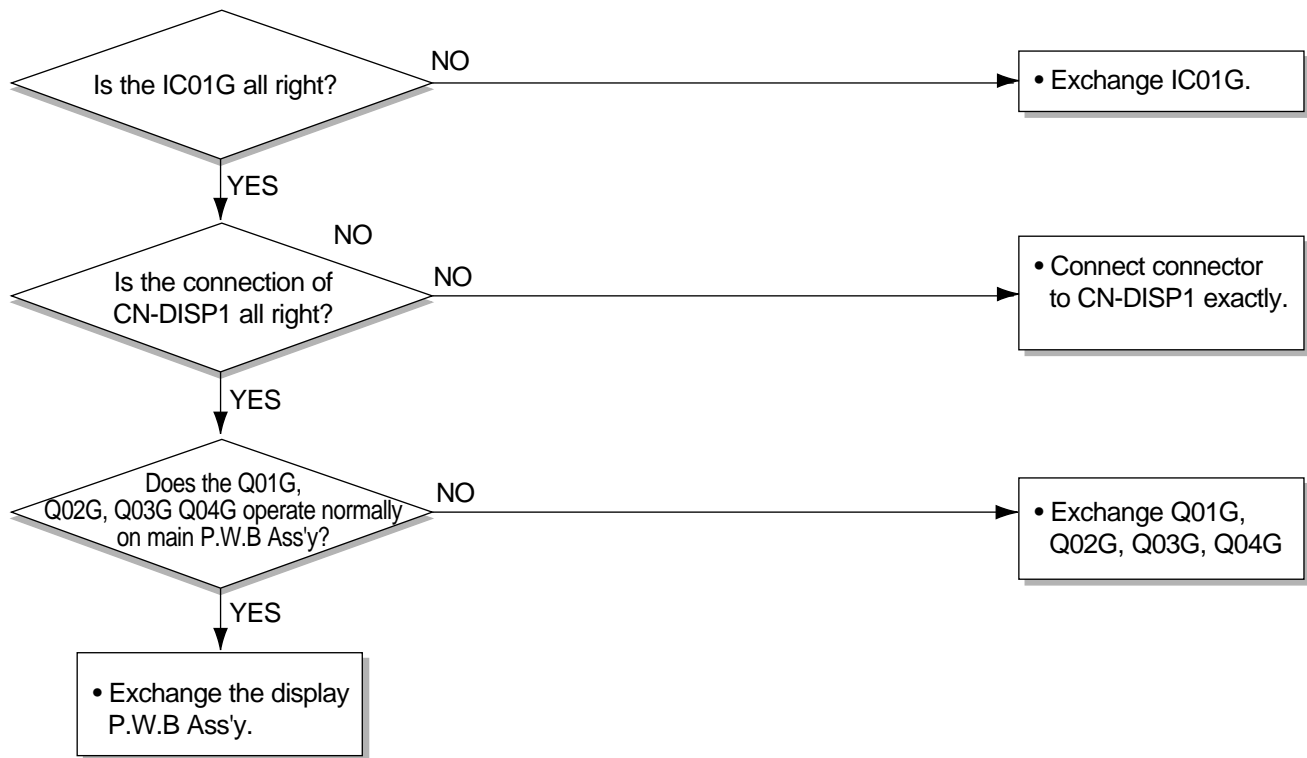 Is the IC01G all right?
NO
• Exchange IC01G.
YES
NO
Is the connection of
CN-DISP1 all right?
NO
• Connect connector
to CN-DISP1 exactly.
YES
Does the Q01G,
Q02G, Q03G Q04G operate normally
on main P.W.B Ass'y?
NO
• Exchange Q01G,
Q02G, Q03G, Q04G
YES
• Exchange the display
P.W.B Ass'y.